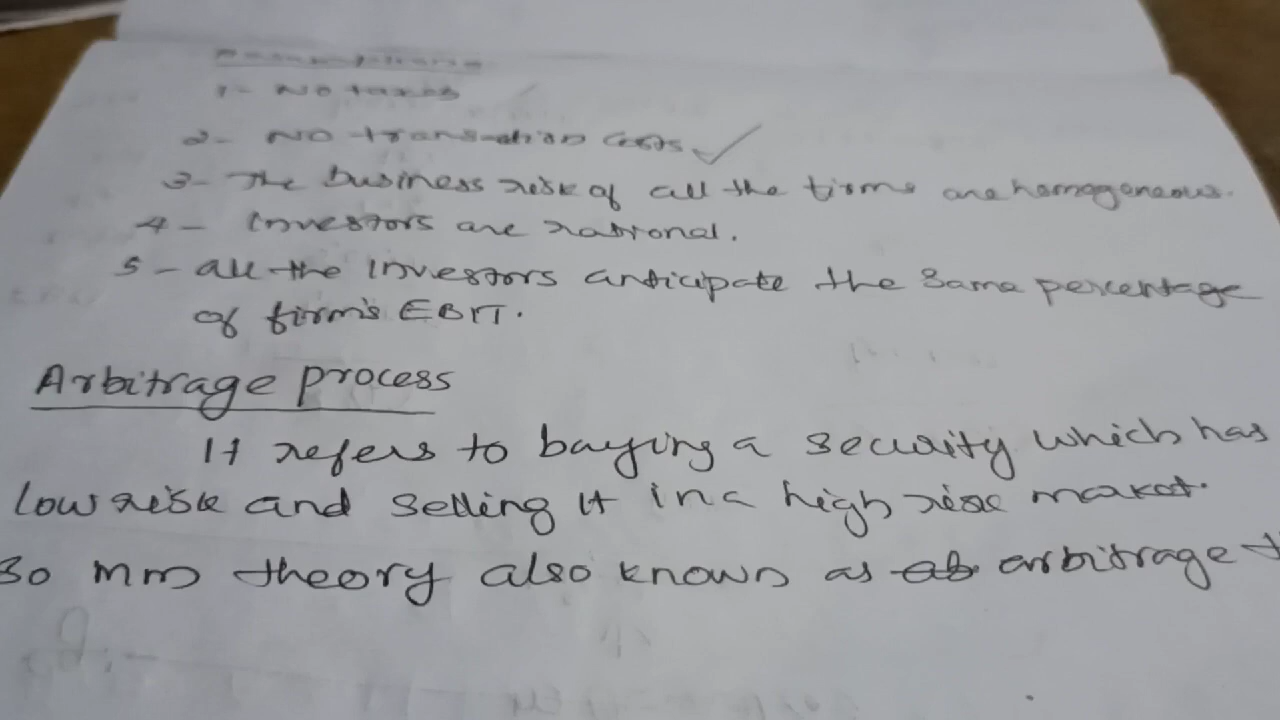 Assumptions
1- No taxes
2- No transaction costs ✓
3- The business risk of all the firms are homogeneous.
4- Investors are rational.
5- all the investors anticipate the same percentage
of firm's EBIT.
Arbitrage process
It refers to buying a security which has
low risk and selling it in a high risk market.
So mm theory also known as arbitrage